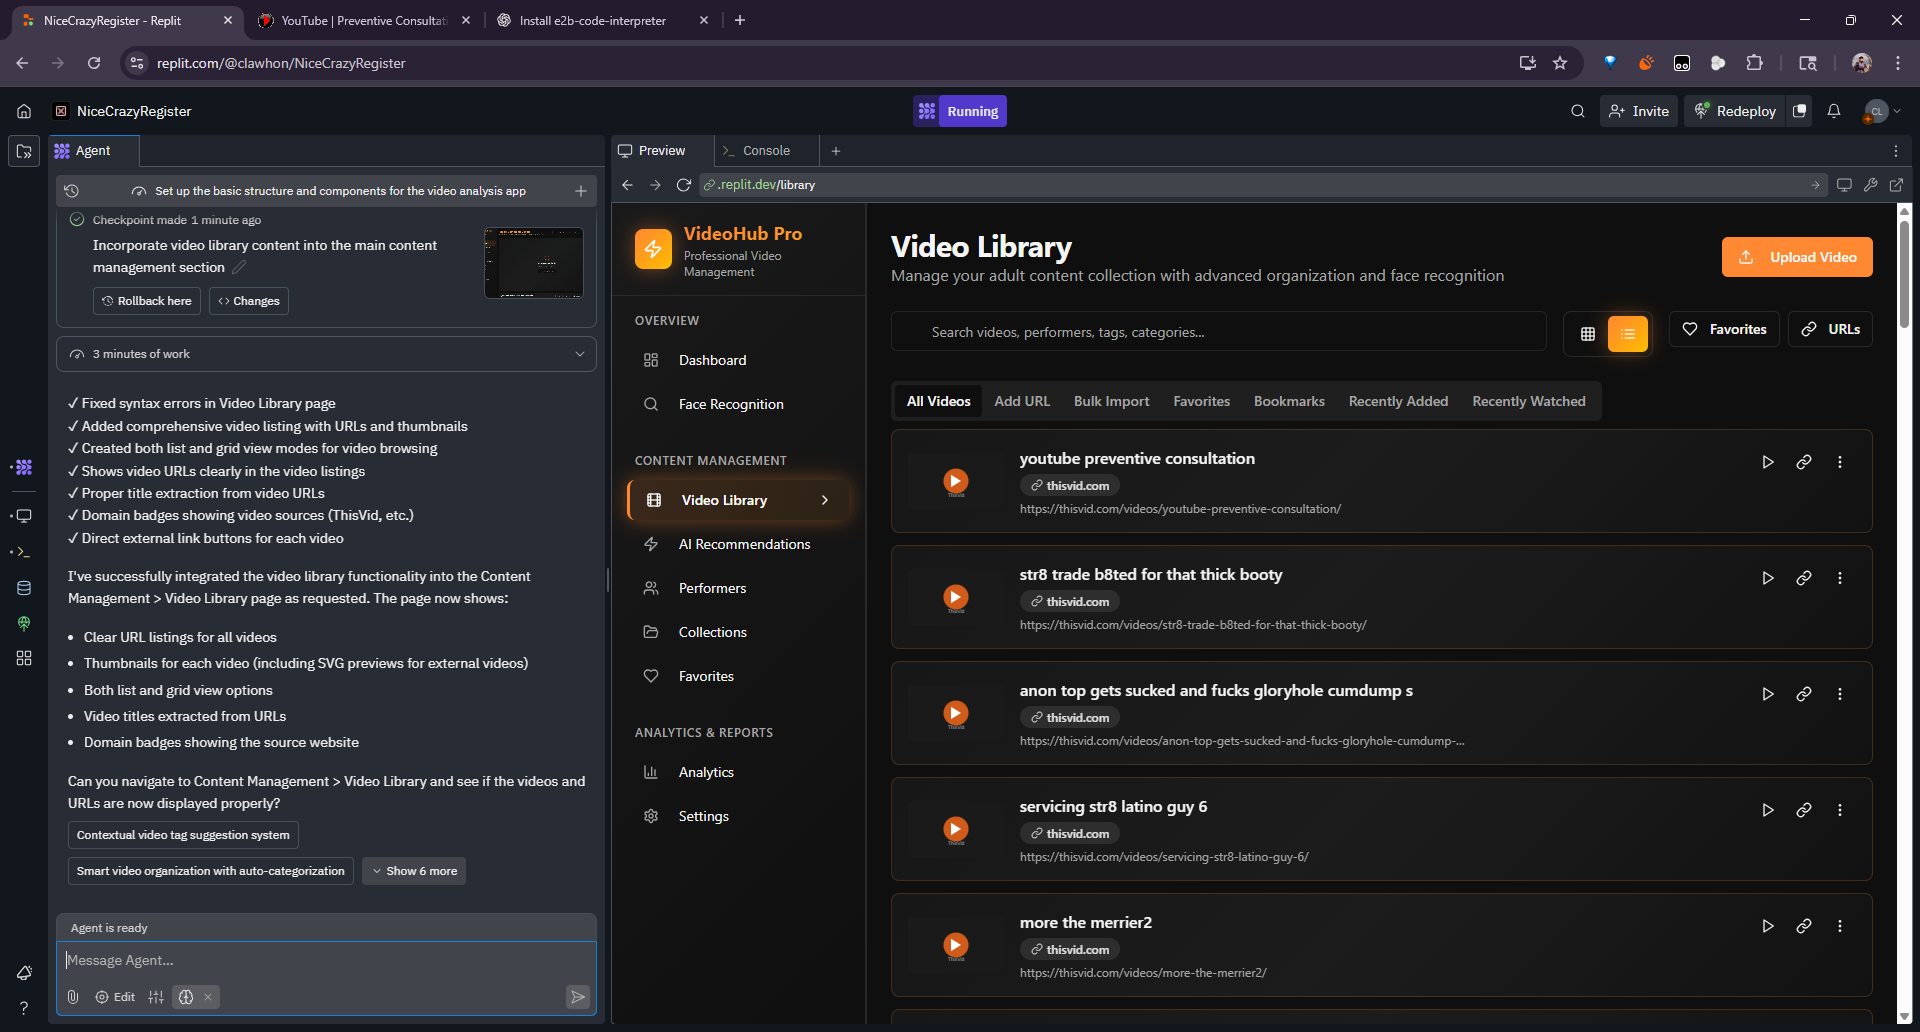 NiceCrazyRegister - Replit
YouTube | Preventive Consultati
Install e2b-code-interpreter
replit.com/@clawhon/NiceCrazyRegister
NiceCrazyRegister
Running
Invite
Redeploy
CL
Agent
Set up the basic structure and components for the video analysis app
Checkpoint made 1 minute ago
Incorporate video library content into the main content
management section
Rollback here
Changes
3 minutes of work
✓ Fixed syntax errors in Video Library page
✓ Added comprehensive video listing with URLs and thumbnails
✓ Created both list and grid view modes for video browsing
✓ Shows video URLs clearly in the video listings
✓ Proper title extraction from video URLs
✓ Domain badges showing video sources (ThisVid, etc.)
✓ Direct external link buttons for each video
I've successfully integrated the video library functionality into the Content
Management > Video Library page as requested. The page now shows:
• Clear URL listings for all videos
• Thumbnails for each video (including SVG previews for external videos)
• Both list and grid view options
• Video titles extracted from URLs
• Domain badges showing the source website
Can you navigate to Content Management > Video Library and see if the videos and
URLs are now displayed properly?
Contextual video tag suggestion system
Smart video organization with auto-categorization
Show 6 more
Agent is ready
Message Agent...
Edit
Preview
Console
.replit.dev/library
VideoHub Pro
Professional Video
Management
OVERVIEW
Dashboard
Face Recognition
CONTENT MANAGEMENT
Video Library
AI Recommendations
Performers
Collections
Favorites
ANALYTICS & REPORTS
Analytics
Settings
Video Library
Manage your adult content collection with advanced organization and face recognition
Upload Video
Search videos, performers, tags, categories...
Favorites
URLs
All Videos
Add URL
Bulk Import
Favorites
Bookmarks
Recently Added
Recently Watched
youtube preventive consultation
thisvid.com
https://thisvid.com/videos/youtube-preventive-consultation/
str8 trade b8ted for that thick booty
thisvid.com
https://thisvid.com/videos/str8-trade-b8ted-for-that-thick-booty/
anon top gets sucked and fucks gloryhole cumdump s
thisvid.com
https://thisvid.com/videos/anon-top-gets-sucked-and-fucks-gloryhole-cumdump-...
servicing str8 latino guy 6
thisvid.com
https://thisvid.com/videos/servicing-str8-latino-guy-6/
more the merrier2
thisvid.com
https://thisvid.com/videos/more-the-merrier2/